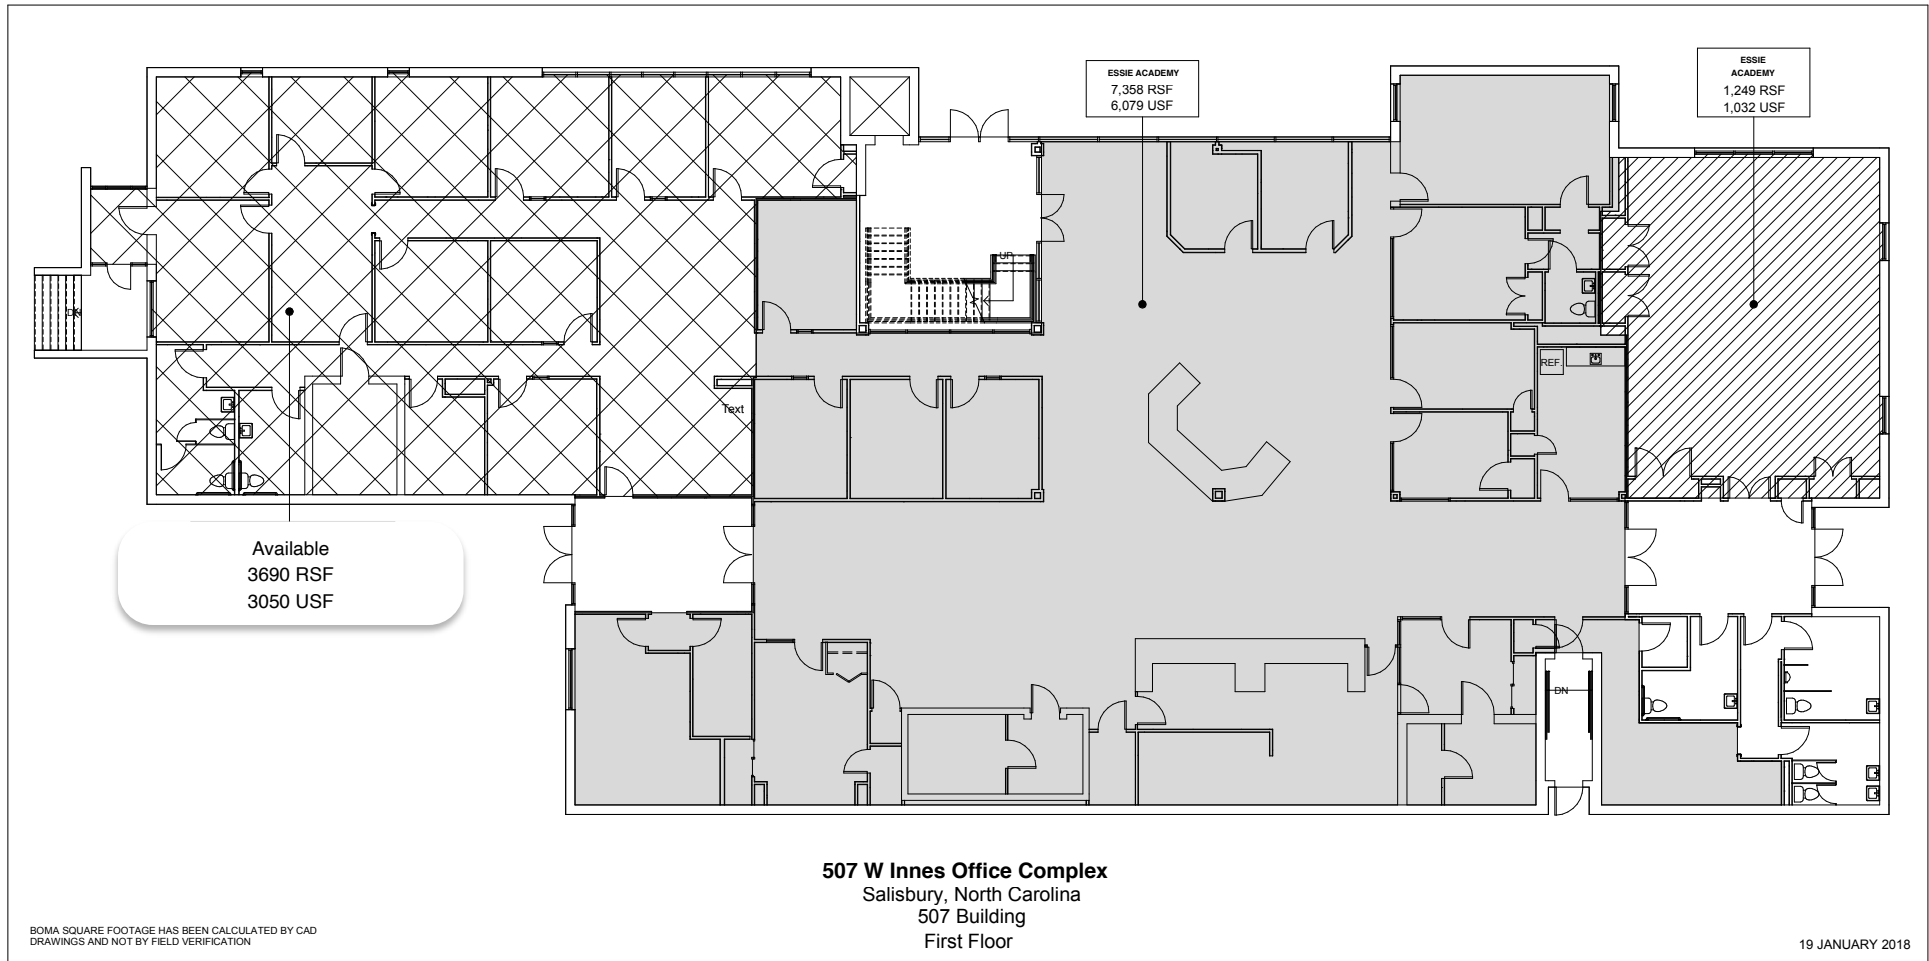 ESSIE ACADEMY
7,358 RSF
6,079 USF
ESSIE
ACADEMY
1,249 RSF
1,032 USF
UP
DN
REF.
Text
Available
3690 RSF
3050 USF
DN
507 W Innes Office Complex
Salisbury, North Carolina
507 Building
First Floor
BOMA SQUARE FOOTAGE HAS BEEN CALCULATED BY CAD
DRAWINGS AND NOT BY FIELD VERIFICATION
19 JANUARY 2018